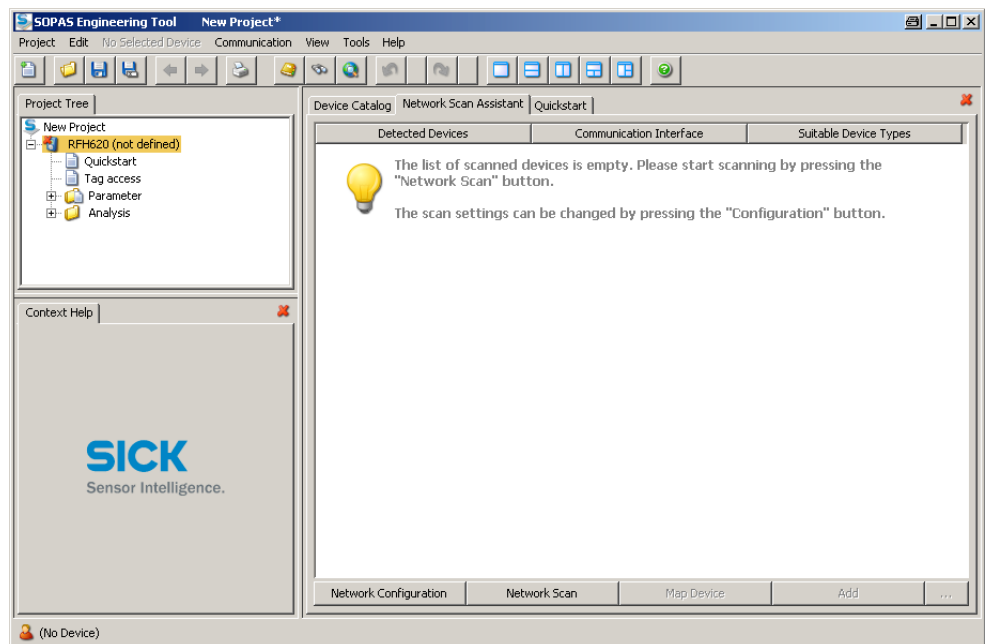 SOPAS Engineering Tool New Project*
Project Edit No Selected Device Communication View Tools Help
Project Tree
New Project
RFH620 (not defined)
Quickstart
Tag access
Parameter
Analysis
Context Help
SICK
Sensor Intelligence.
Device Catalog Network Scan Assistant Quickstart
Detected Devices Communication Interface Suitable Device Types
The list of scanned devices is empty. Please start scanning by pressing the
"Network Scan" button.
The scan settings can be changed by pressing the "Configuration" button.
Network Configuration Network Scan Map Device Add ...
(No Device)